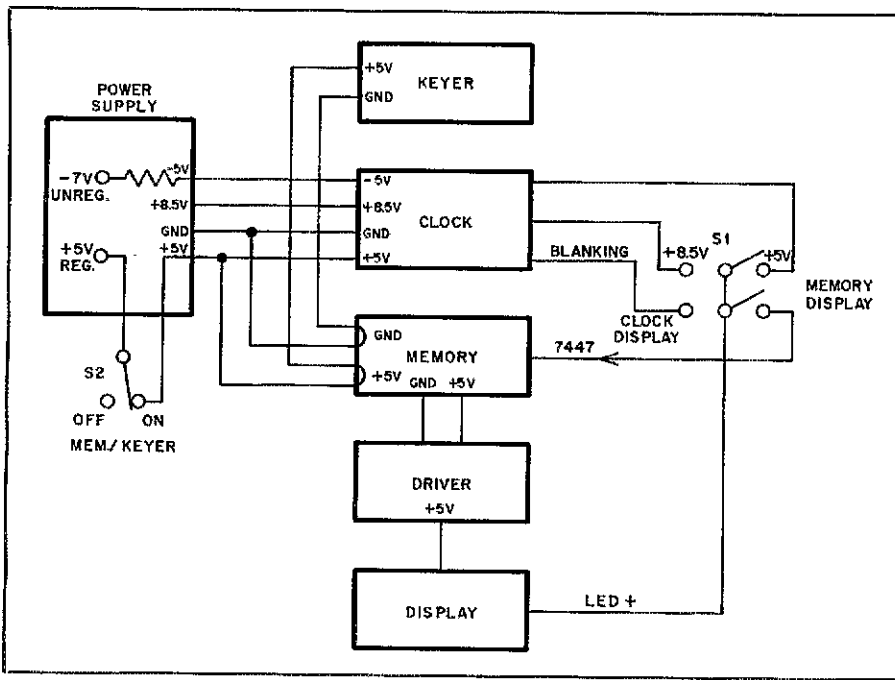 POWER
SUPPLY
-7V
UNREG.
-5V
+8.5V
GND
+5V
+5V
REG.
S2
OFF
ON
MEM./ KEYER
+5V
GND
KEYER
-5V
+8.5V
GND
+5V
CLOCK
BLANKING
+8.5V
S1
+5V
MEMORY
DISPLAY
CLOCK
DISPLAY
7447
GND
+5V
MEMORY
GND +5V
DRIVER
+5V
DISPLAY
LED +